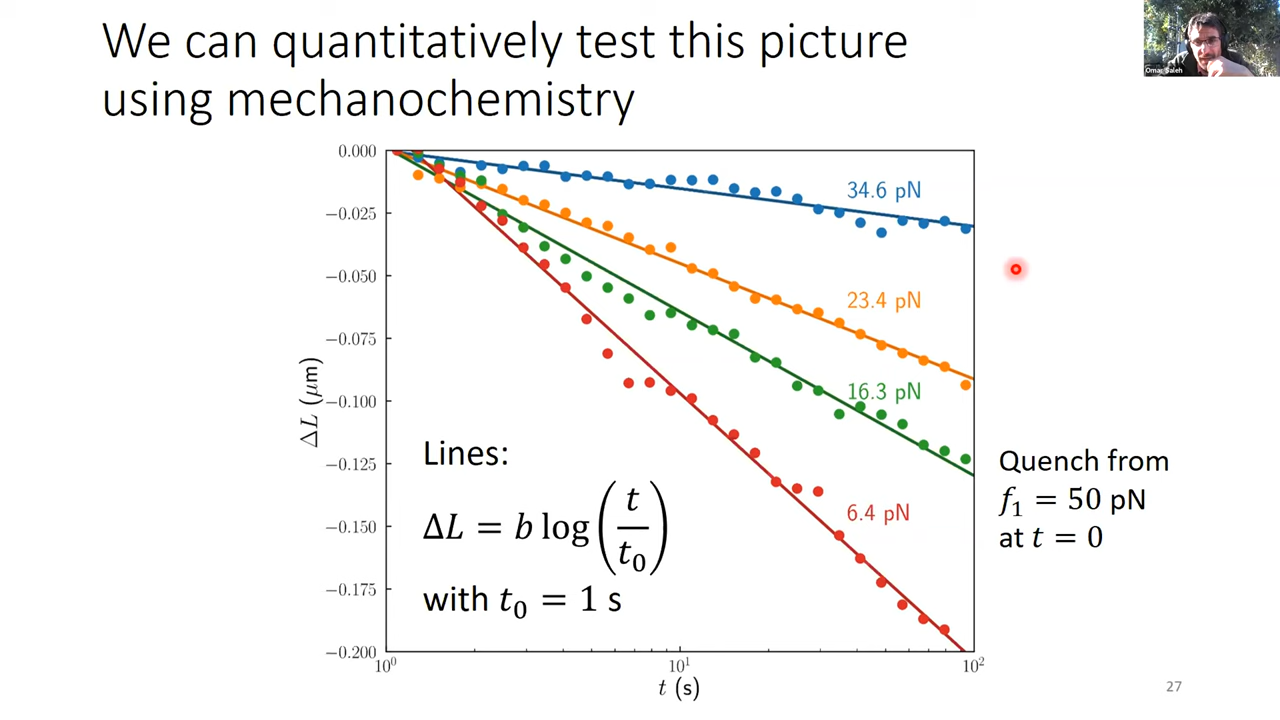 We can quantitatively test this picture
using mechanochemistry
Omar Saleh
0.000
−0.025
−0.050
−0.075
−0.100
−0.125
−0.150
−0.175
−0.200
ΔL (μm)
34.6 pN
23.4 pN
16.3 pN
6.4 pN
Lines:
ΔL = b log(t/t₀)
with t₀ = 1 s
10⁰
10¹
10²
t (s)
Quench from
f₁ = 50 pN
at t = 0
27